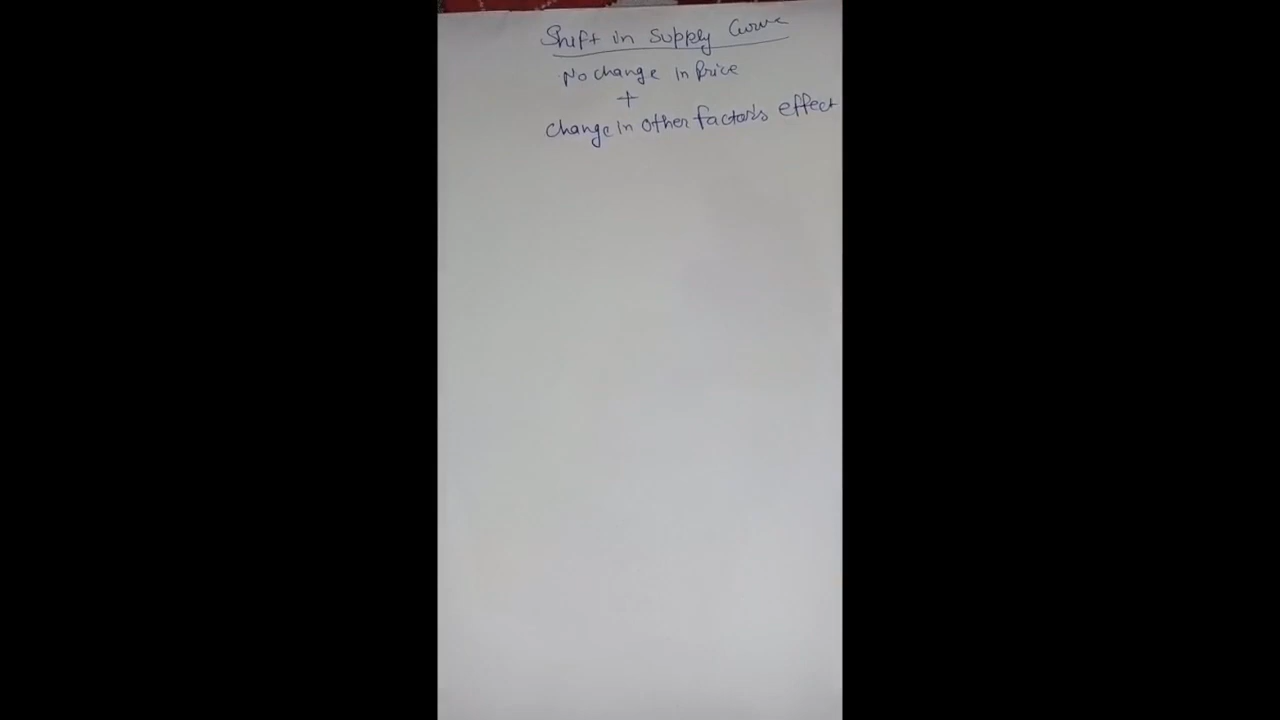 Shift in Supply Curve
No change in Price
+
Change in Other factor's effect